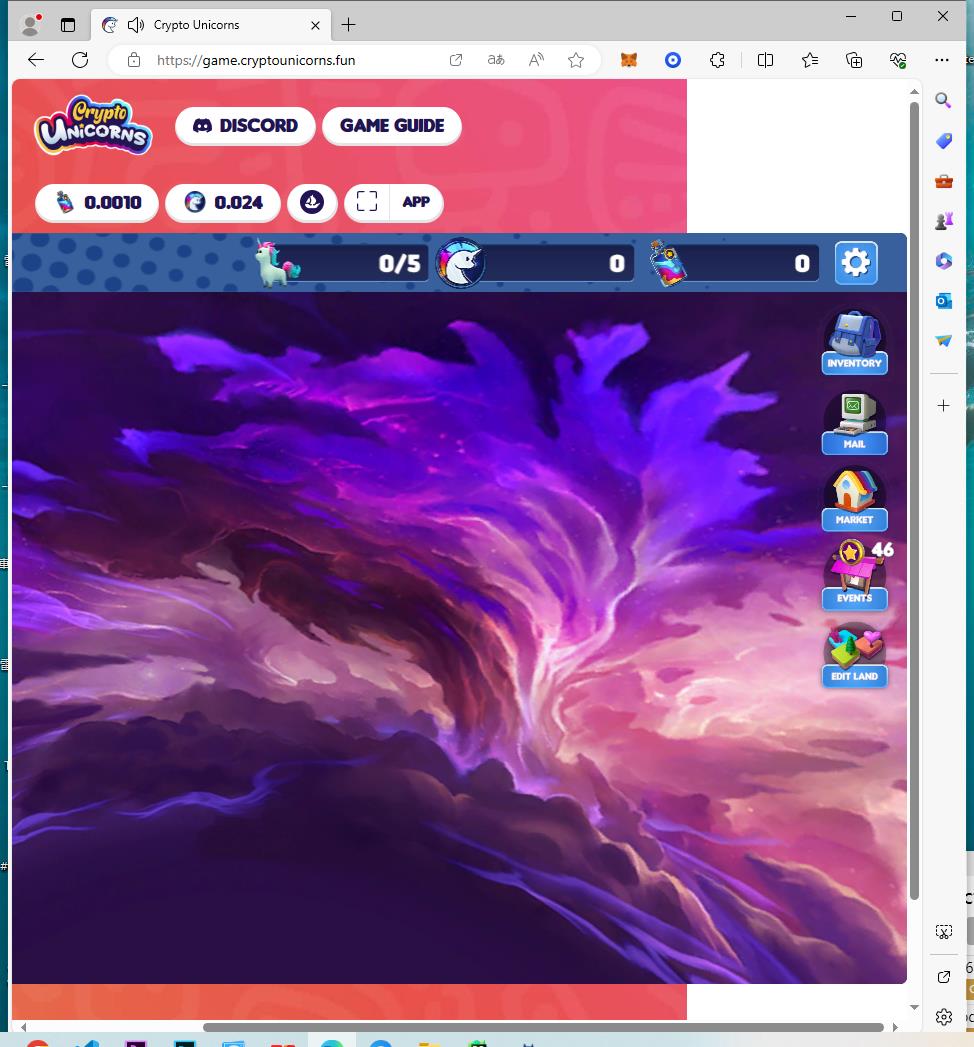 Crypto Unicorns
https://game.cryptounicorns.fun
Crypto
UNICORNS
DISCORD
GAME GUIDE
0.0010
0.024
APP
0/5
0
0
INVENTORY
MAIL
MARKET
46
EVENTS
EDIT LAND